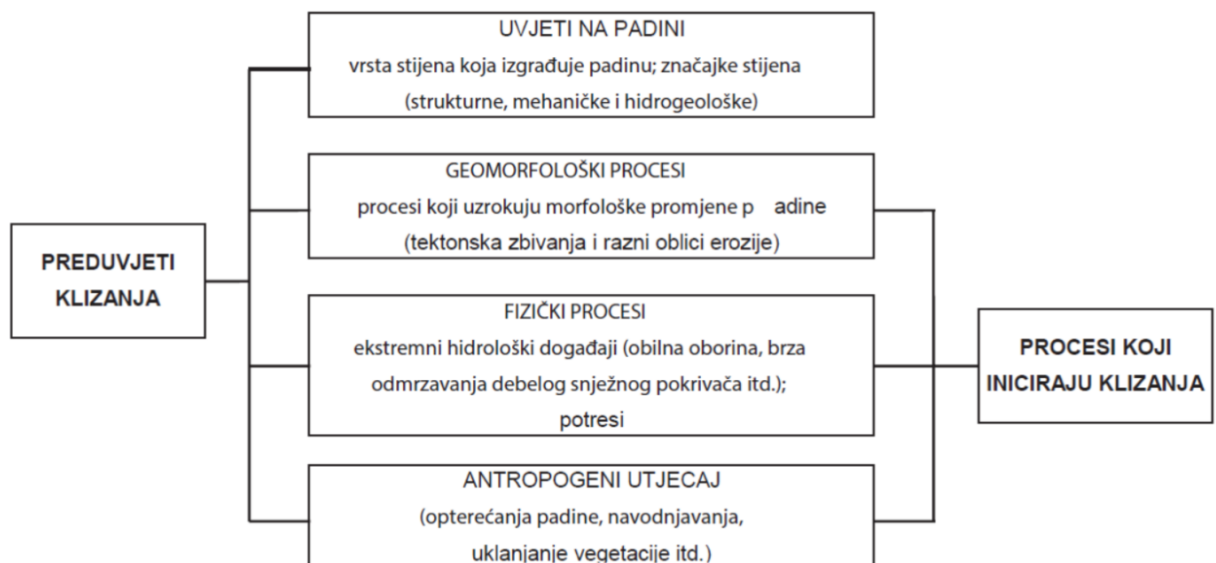 UVJETI NA PADINI
vrsta stijena koja izgrađuje padinu; značajke stijena
(strukturne, mehaničke i hidrogeološke)
GEOMORFOLOŠKI PROCESI
procesi koji uzrokuju morfološke promjene p adine
(tektonska zbivanja i razni oblici erozije)
PREDUVJETI
KLIZANJA
FIZIČKI PROCESI
ekstremni hidrološki događaji (obilna oborina, brza
odmrzavanja debelog snježnog pokrivača itd.);
potresi
PROCESI KOJI
INICIRAJU KLIZANJA
ANTROPOGENI UTJECAJ
(opterećanja padine, navodnjavanja,
uklanjanje vegetacije itd.)